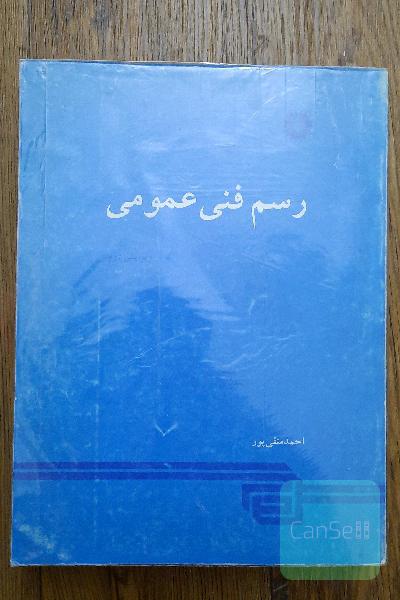 رسم فنی عمومی
احمد متقی پور
CanSell